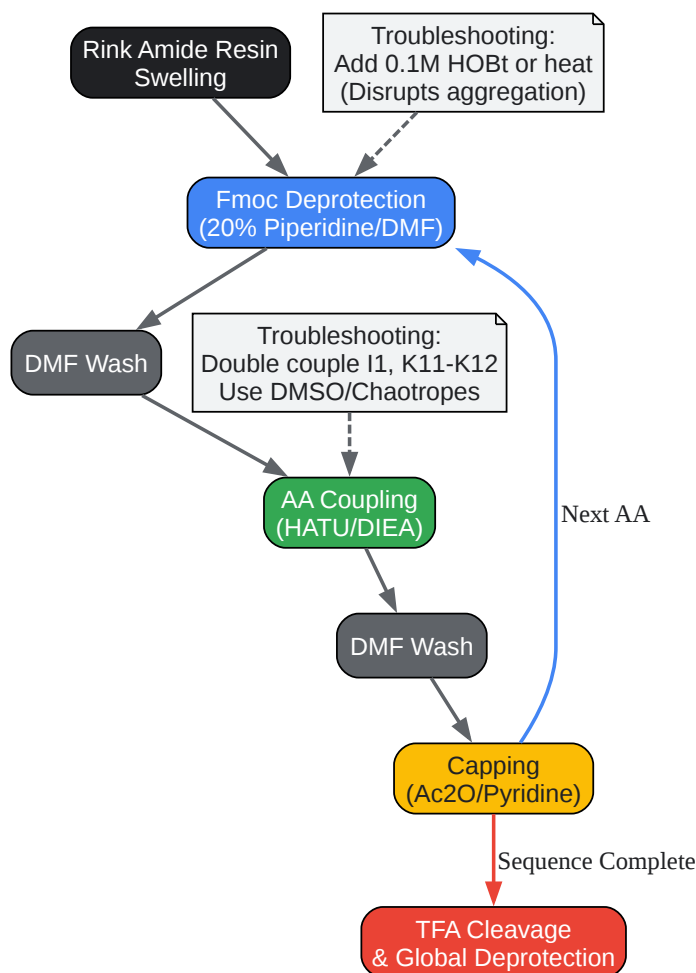 Rink Amide Resin
Swelling
Troubleshooting:
Add 0.1M HOBt or heat
(Disrupts aggregation)
Fmoc Deprotection
(20% Piperidine/DMF)
DMF Wash
Troubleshooting:
Double couple I1, K11-K12
Use DMSO/Chaotropes
AA Coupling
(HATU/DIEA)
Next AA
DMF Wash
Capping
(Ac2O/Pyridine)
Sequence Complete
TFA Cleavage
& Global Deprotection